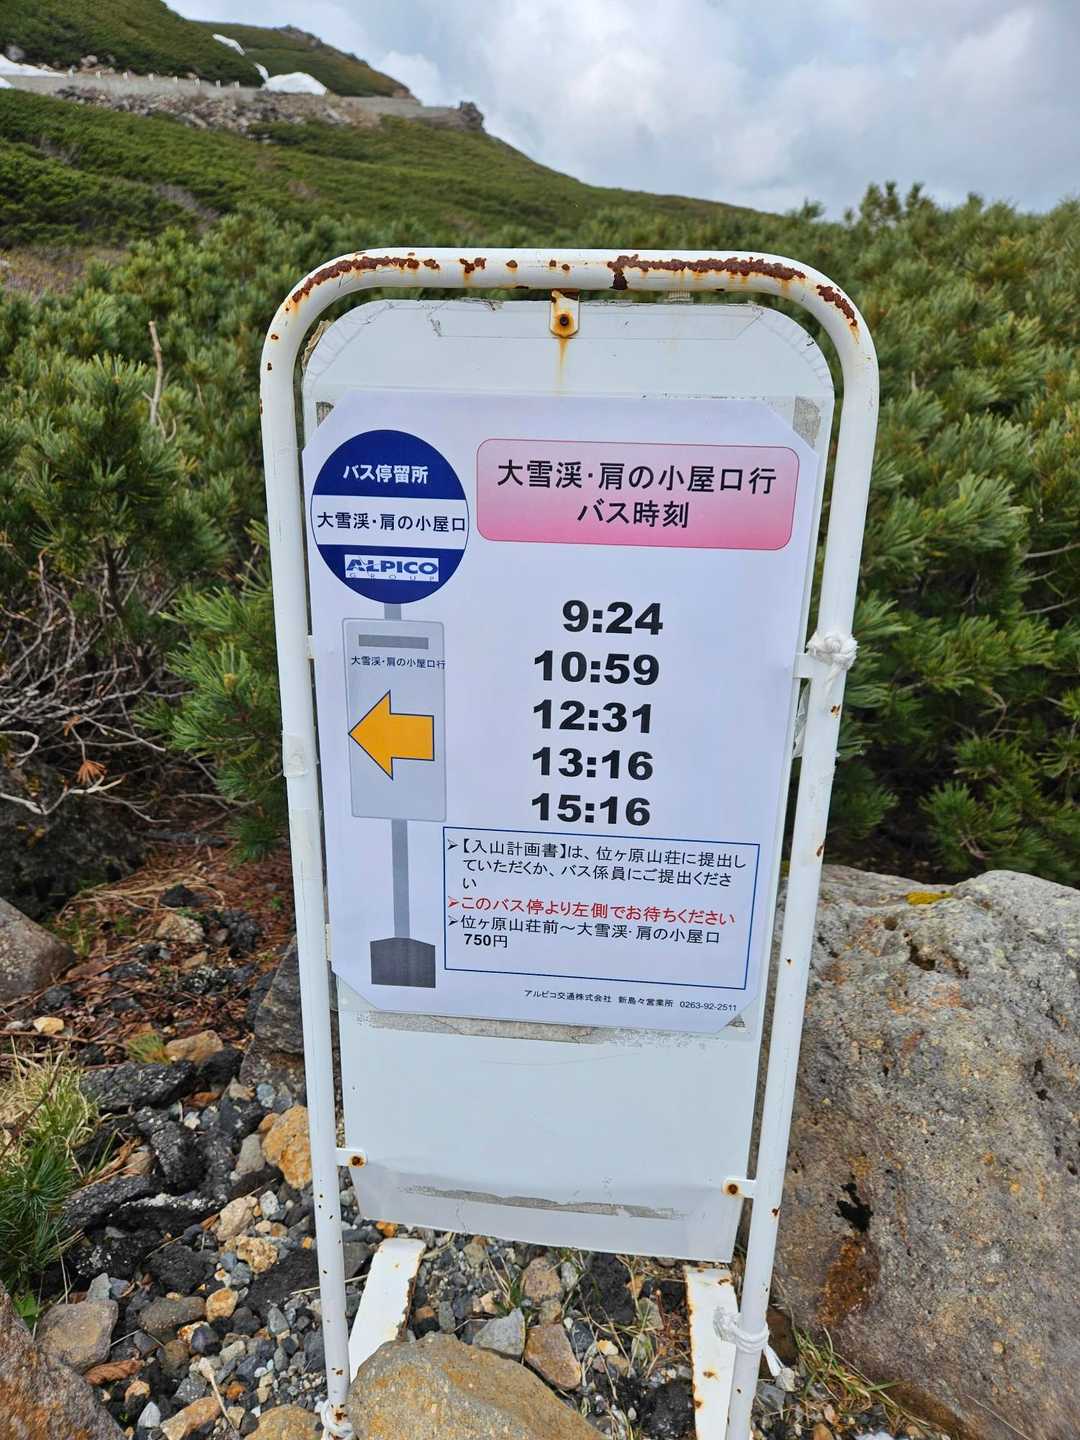 バス停留所
大雪渓・肩の小屋口
ALPICO
GROUP
大雪渓・肩の小屋口行
大雪渓・肩の小屋口行
バス時刻
9:24
10:59
12:31
13:16
15:16
➢【入山計画書】は、位ヶ原山荘に提出し
ていただくか、バス係員にご提出くださ
い
➢このバス停より左側でお待ちください
➢位ヶ原山荘前～大雪渓・肩の小屋口
750円
アルピコ交通株式会社 新島々営業所 0263-92-2511